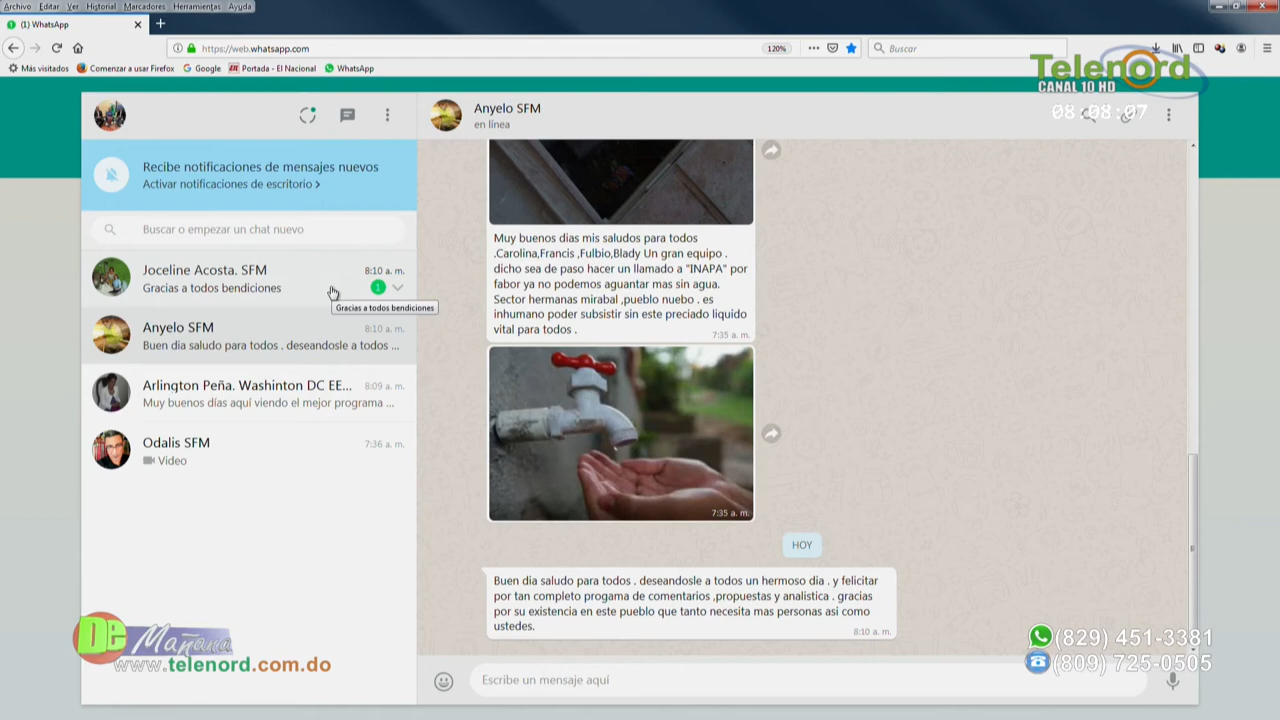 Archivo Editar Ver Historial Marcadores Herramientas Ayuda
(1) WhatsApp
https://web.whatsapp.com
120%
Buscar
Más visitados
Comenzar a usar Firefox
Google
Portada - El Nacional
WhatsApp
Telenord
CANAL 10 HD
08:08:07
Anyelo SFM
en línea
Recibe notificaciones de mensajes nuevos
Activar notificaciones de escritorio >
Buscar o empezar un chat nuevo
Joceline Acosta. SFM
8:10 a. m.
Gracias a todos bendiciones
1
Gracias a todos bendiciones
Anyelo SFM
8:10 a. m.
Buen dia saludo para todos . deseandosle a todos ...
Arlington Peña. Washinton DC EE...
8:09 a. m.
Muy buenos días aquí viendo el mejor programa ...
Odalis SFM
7:36 a. m.
Video
Muy buenos dias mis saludos para todos
.Carolina,Francis ,Fulbio,Blady Un gran equipo .
dicho sea de paso hacer un llamado a "INAPA" por
fabor ya no podemos aguantar mas sin agua.
Sector hermanas mirabal ,pueblo nuebo . es
inhumano poder subsistir sin este preciado liquido
vital para todos .
7:35 a. m.
7:35 a. m.
HOY
Buen dia saludo para todos . deseandosle a todos un hermoso dia . y felicitar
por tan completo progama de comentarios ,propuestas y analistica . gracias
por su existencia en este pueblo que tanto necesita mas personas asi como
ustedes.
8:10 a. m.
Escribe un mensaje aquí
De Mañana
www.telenord.com.do
(829) 451-3381
(809) 725-0505